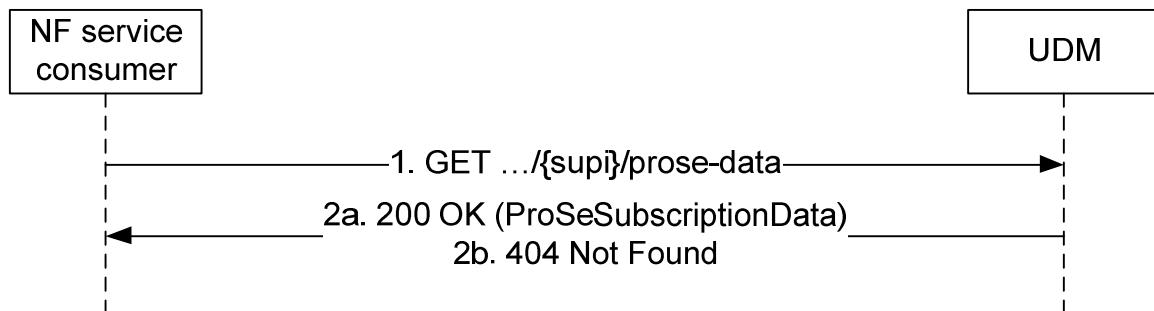 NF service
consumer
UDM
1. GET …/{supi}/prose-data
2a. 200 OK (ProSeSubscriptionData)
2b. 404 Not Found